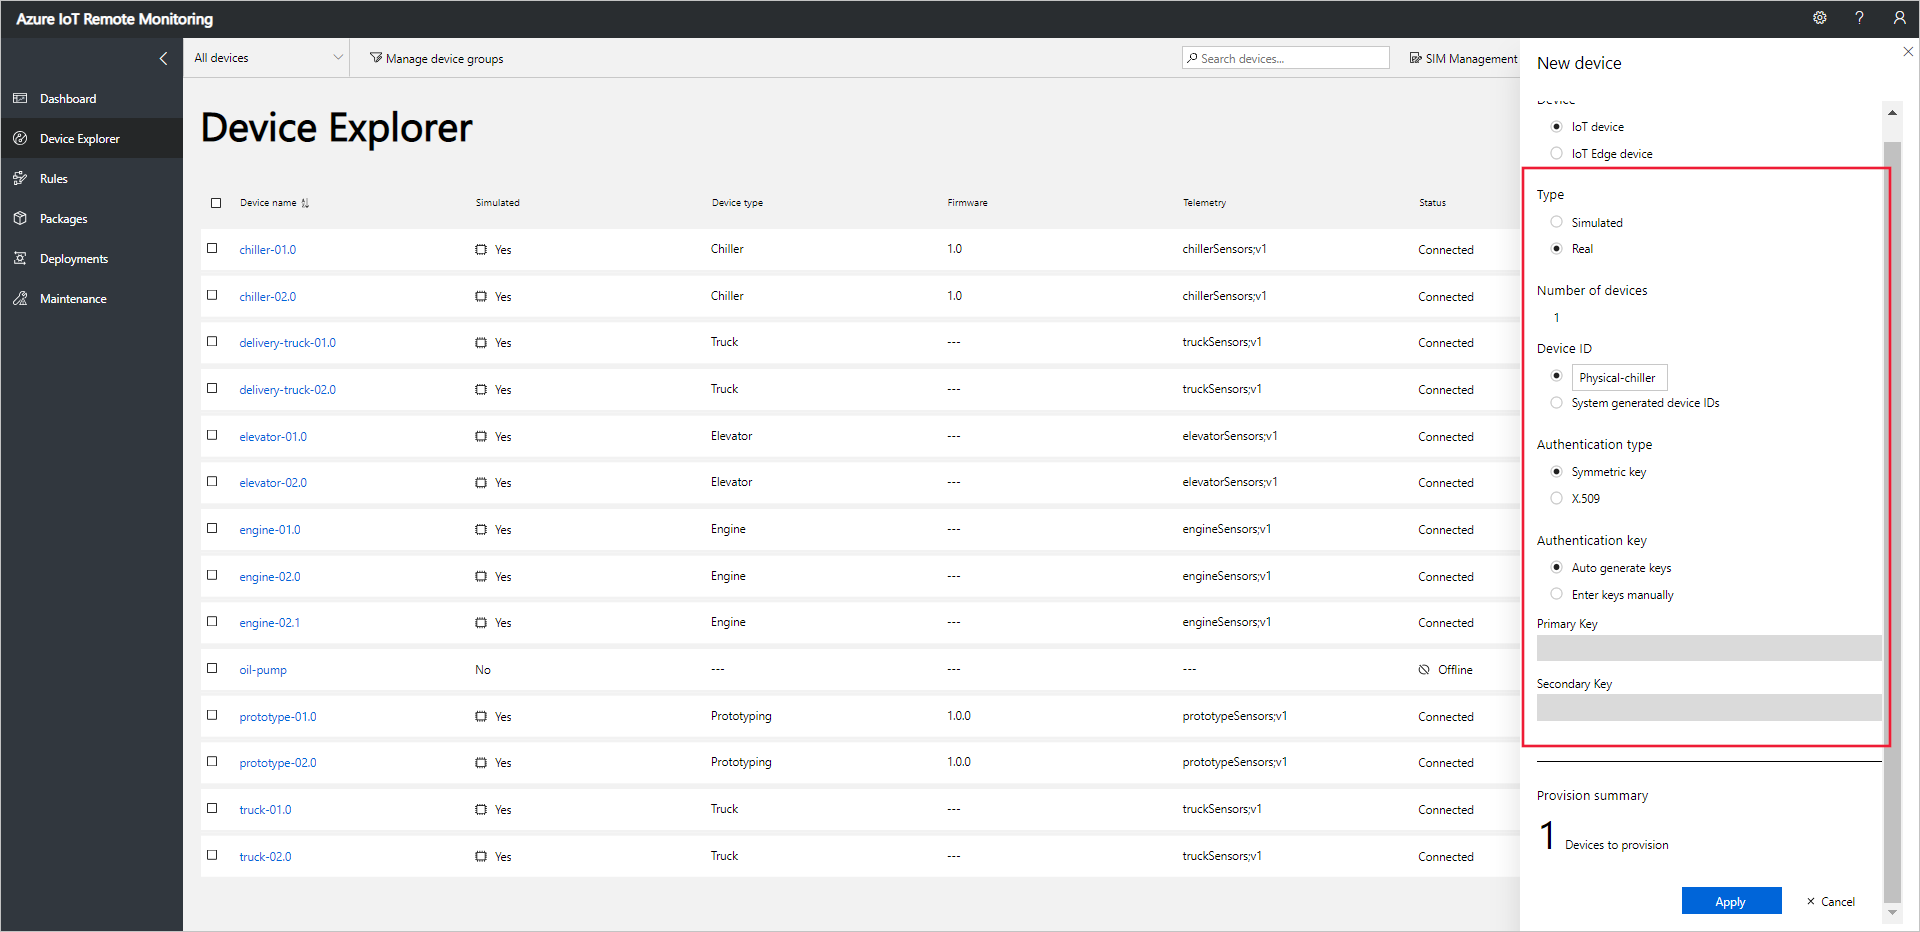 Azure IoT Remote Monitoring
?
All devices
Manage device groups
Search devices...
SIM Management
Dashboard
Device Explorer
Rules
Packages
Deployments
Maintenance
Device Explorer
Device name Simulated Device type Firmware Telemetry Status
chiller-01.0 Yes Chiller 1.0 chillerSensors;v1 Connected
chiller-02.0 Yes Chiller 1.0 chillerSensors;v1 Connected
delivery-truck-01.0 Yes Truck --- truckSensors;v1 Connected
delivery-truck-02.0 Yes Truck --- truckSensors;v1 Connected
elevator-01.0 Yes Elevator --- elevatorSensors;v1 Connected
elevator-02.0 Yes Elevator --- elevatorSensors;v1 Connected
engine-01.0 Yes Engine --- engineSensors;v1 Connected
engine-02.0 Yes Engine --- engineSensors;v1 Connected
engine-02.1 Yes Engine --- engineSensors;v1 Connected
oil-pump No --- --- --- Offline
prototype-01.0 Yes Prototyping 1.0.0 prototypeSensors;v1 Connected
prototype-02.0 Yes Prototyping 1.0.0 prototypeSensors;v1 Connected
truck-01.0 Yes Truck --- truckSensors;v1 Connected
truck-02.0 Yes Truck --- truckSensors;v1 Connected
New device
Device
IoT device
IoT Edge device
Type
Simulated
Real
Number of devices
1
Device ID
Physical-chiller
System generated device IDs
Authentication type
Symmetric key
X.509
Authentication key
Auto generate keys
Enter keys manually
Primary Key
Secondary Key
Provision summary
1 Devices to provision
Apply
Cancel